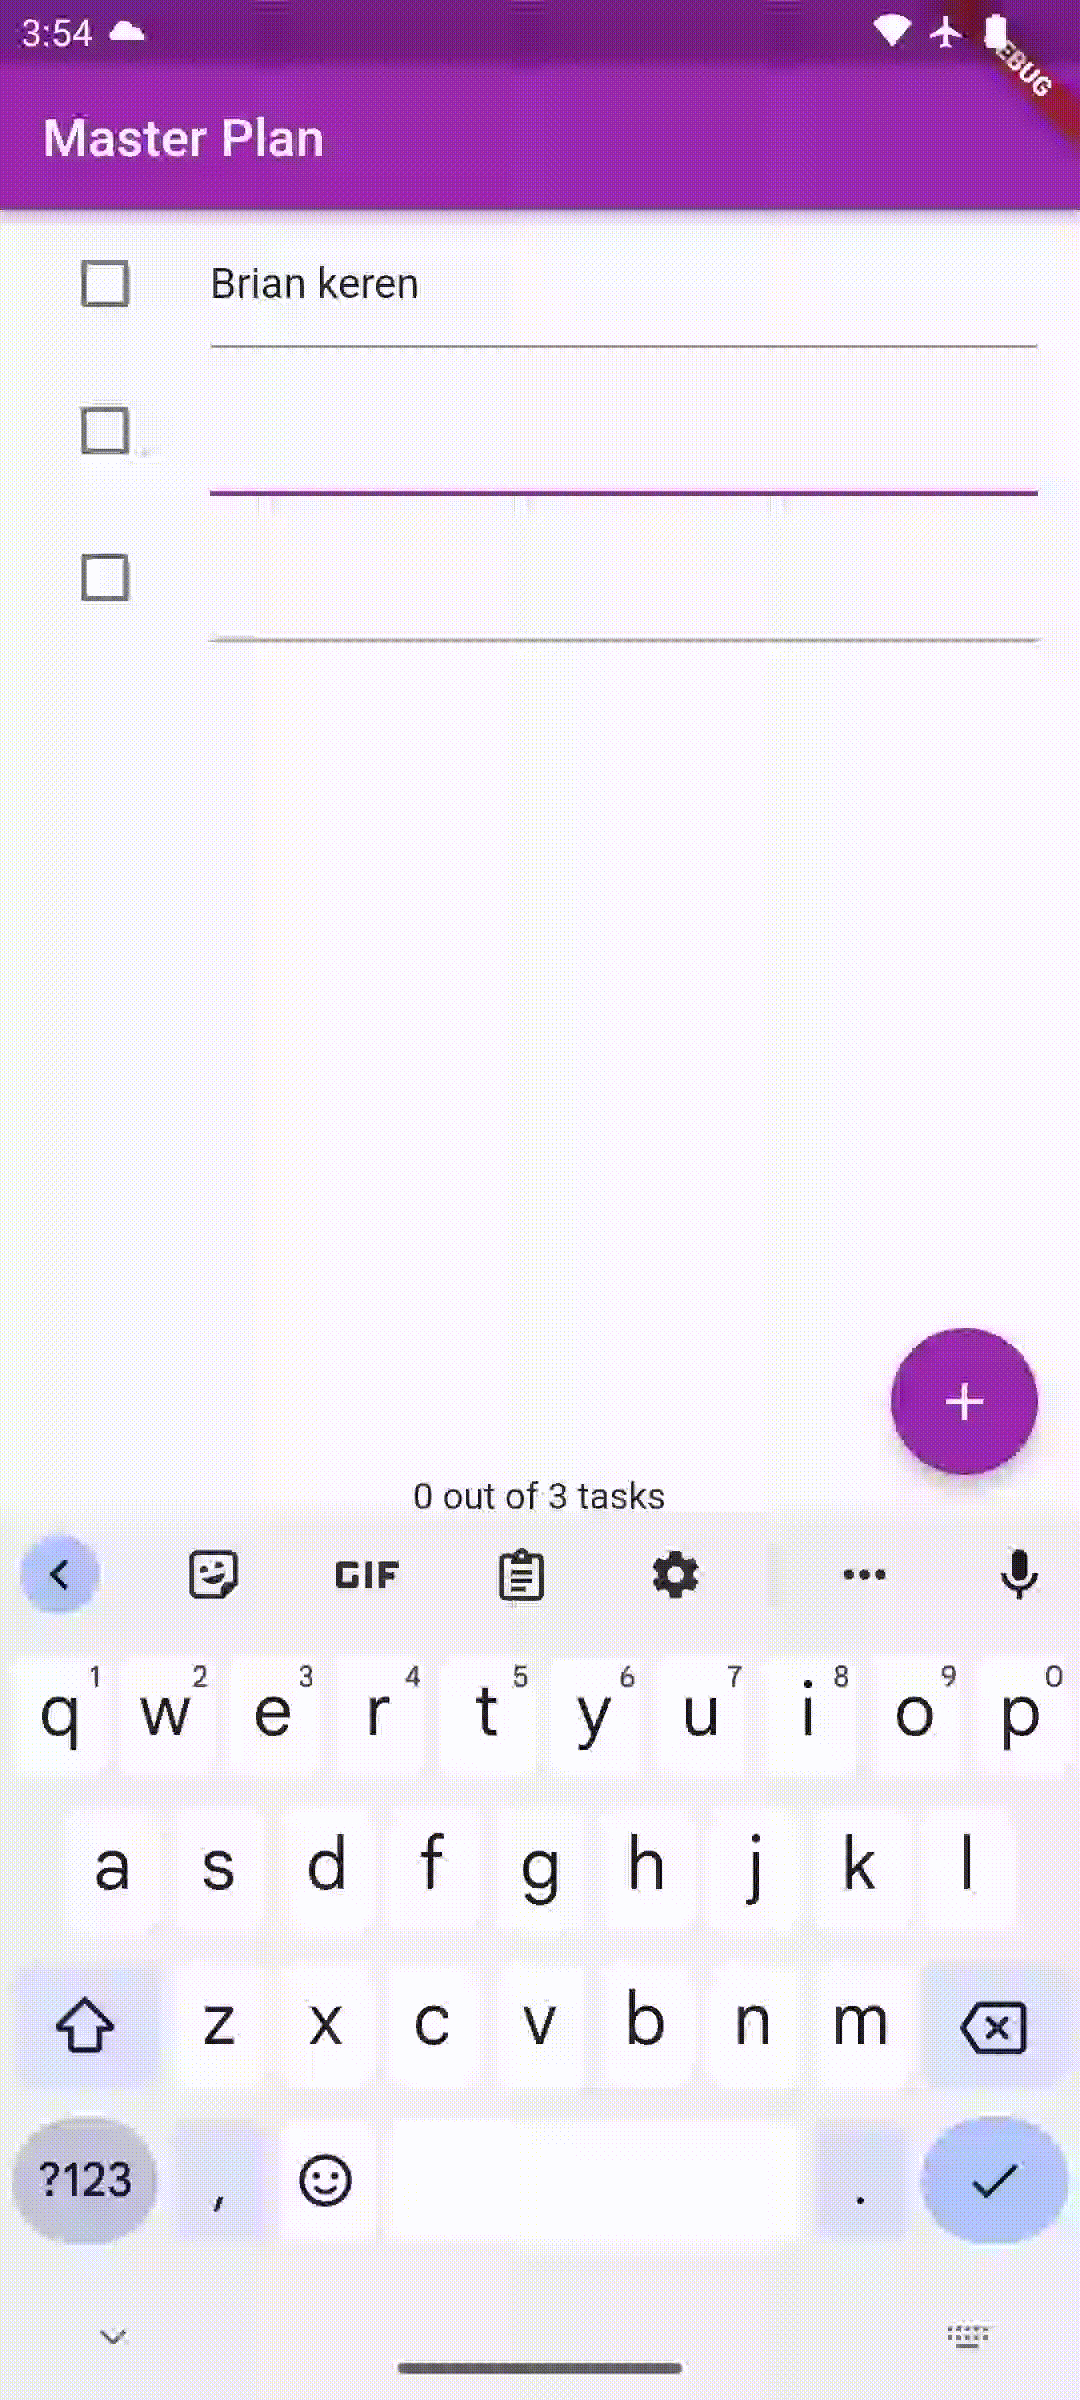 3:54
EBUG
Master Plan
Brian keren
0 out of 3 tasks
GIF
1 2 3 4 5 6 7 8 9 0
q w e r t y u i o p
a s d f g h j k l
z x c v b n m
?123 , .